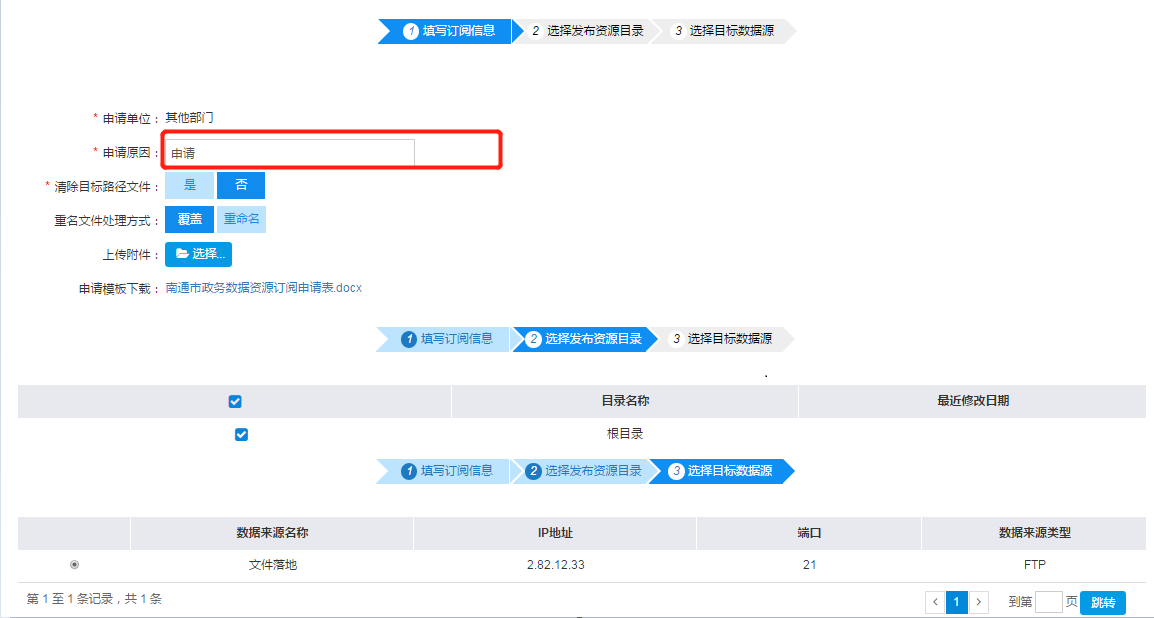 1 填写订阅信息 2 选择发布资源目录 3 选择目标数据源
* 申请单位： 其他部门
* 申请原因： 申请
* 清除目标路径文件： 是 否
重名文件处理方式： 覆盖 重命名
上传附件： 选择...
申请模板下载： 南通市政务数据资源订阅申请表.docx
1 填写订阅信息 2 选择发布资源目录 3 选择目标数据源
目录名称 最近修改日期
根目录
1 填写订阅信息 2 选择发布资源目录 3 选择目标数据源
数据来源名称 IP地址 端口 数据来源类型
文件落地 2.82.12.33 21 FTP
第 1 至 1 条记录，共 1 条 ‹ 1 › 到第 页 跳转